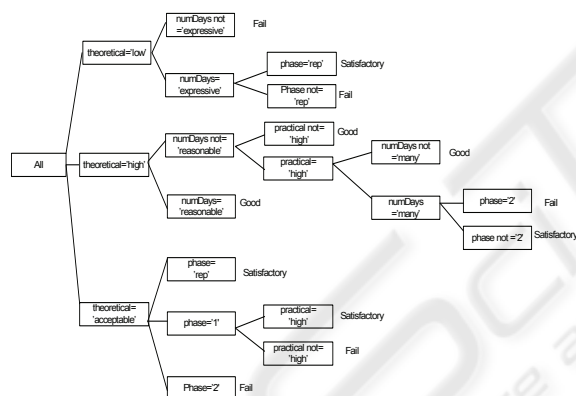 numDays not
='expressive'
Fail
theoretical='low'
numDays=
'expressive'
phase='rep'
Satisfactory
Phase not=
'rep'
Fail
All
theoretical='high'
numDays not=
'reasonable'
practical not=
'high'
Good
practical=
'high'
numDays not
='many'
Good
numDays
='many'
phase='2'
Fail
phase not ='2'
Satisfactory
numDays=
'reasonable'
Good
theoretical=
'acceptable'
phase=
'rep'
Satisfactory
phase='1'
practical=
'high'
Satisfactory
practical not=
'high'
Fail
Phase='2'
Fail